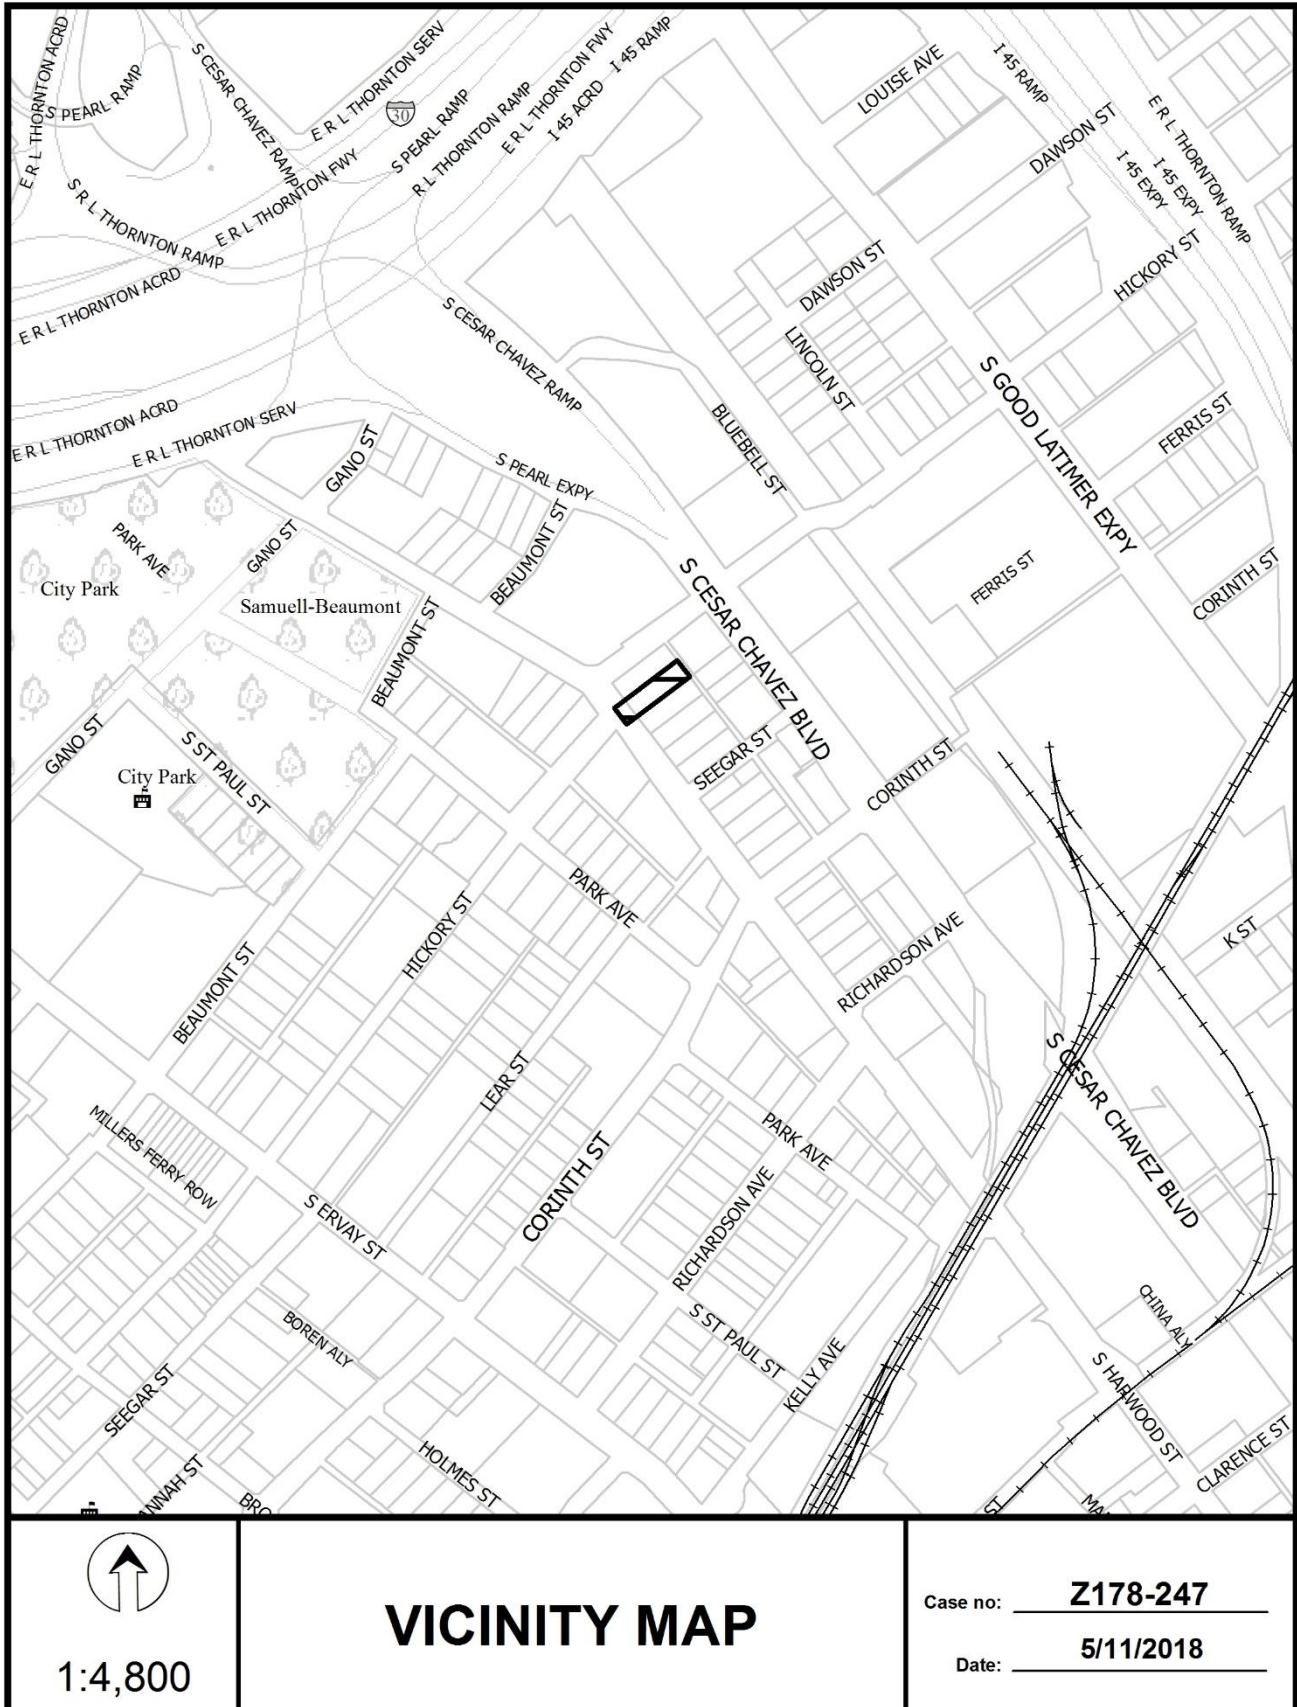 E R L THORNTON ACRD
S PEARL RAMP
S CESAR CHAVEZ RAMP
E R L THORNTON SERV
30
S PEARL RAMP
E R L THORNTON FWY
I 45 RAMP
R L THORNTON RAMP
I 45 ACRD
E R L THORNTON FWY
S R L THORNTON RAMP
E R L THORNTON ACRD
LOUISE AVE
I 45 RAMP
E R L THORNTON RAMP
DAWSON ST
I 45 EXPY
I 45 EXPY
HICKORY ST
DAWSON ST
LINCOLN ST
S CESAR CHAVEZ RAMP
S GOOD LATIMER EXPY
BLUEBELL ST
FERRIS ST
E R L THORNTON ACRD
E R L THORNTON SERV
GANO ST
S PEARL EXPY
BEAUMONT ST
PARK AVE
GANO ST
City Park
Samuell-Beaumont
BEAUMONT ST
S CESAR CHAVEZ BLVD
FERRIS ST
CORINTH ST
GANO ST
S ST PAUL ST
City Park
SEEGAR ST
CORINTH ST
PARK AVE
HICKORY ST
RICHARDSON AVE
K ST
BEAUMONT ST
LEAR ST
S CESAR CHAVEZ BLVD
MILLERS FERRY ROW
PARK AVE
CORINTH ST
RICHARDSON AVE
S ERVAY ST
BOREN ALY
S ST PAUL ST
KELLY AVE
CHINA ALY
S HARWOOD ST
CLARENCE ST
SEEGAR ST
HOLMES ST
ANNAH ST
BRO
ST
MA
1:4,800
VICINITY MAP
Case no: Z178-247
Date: 5/11/2018